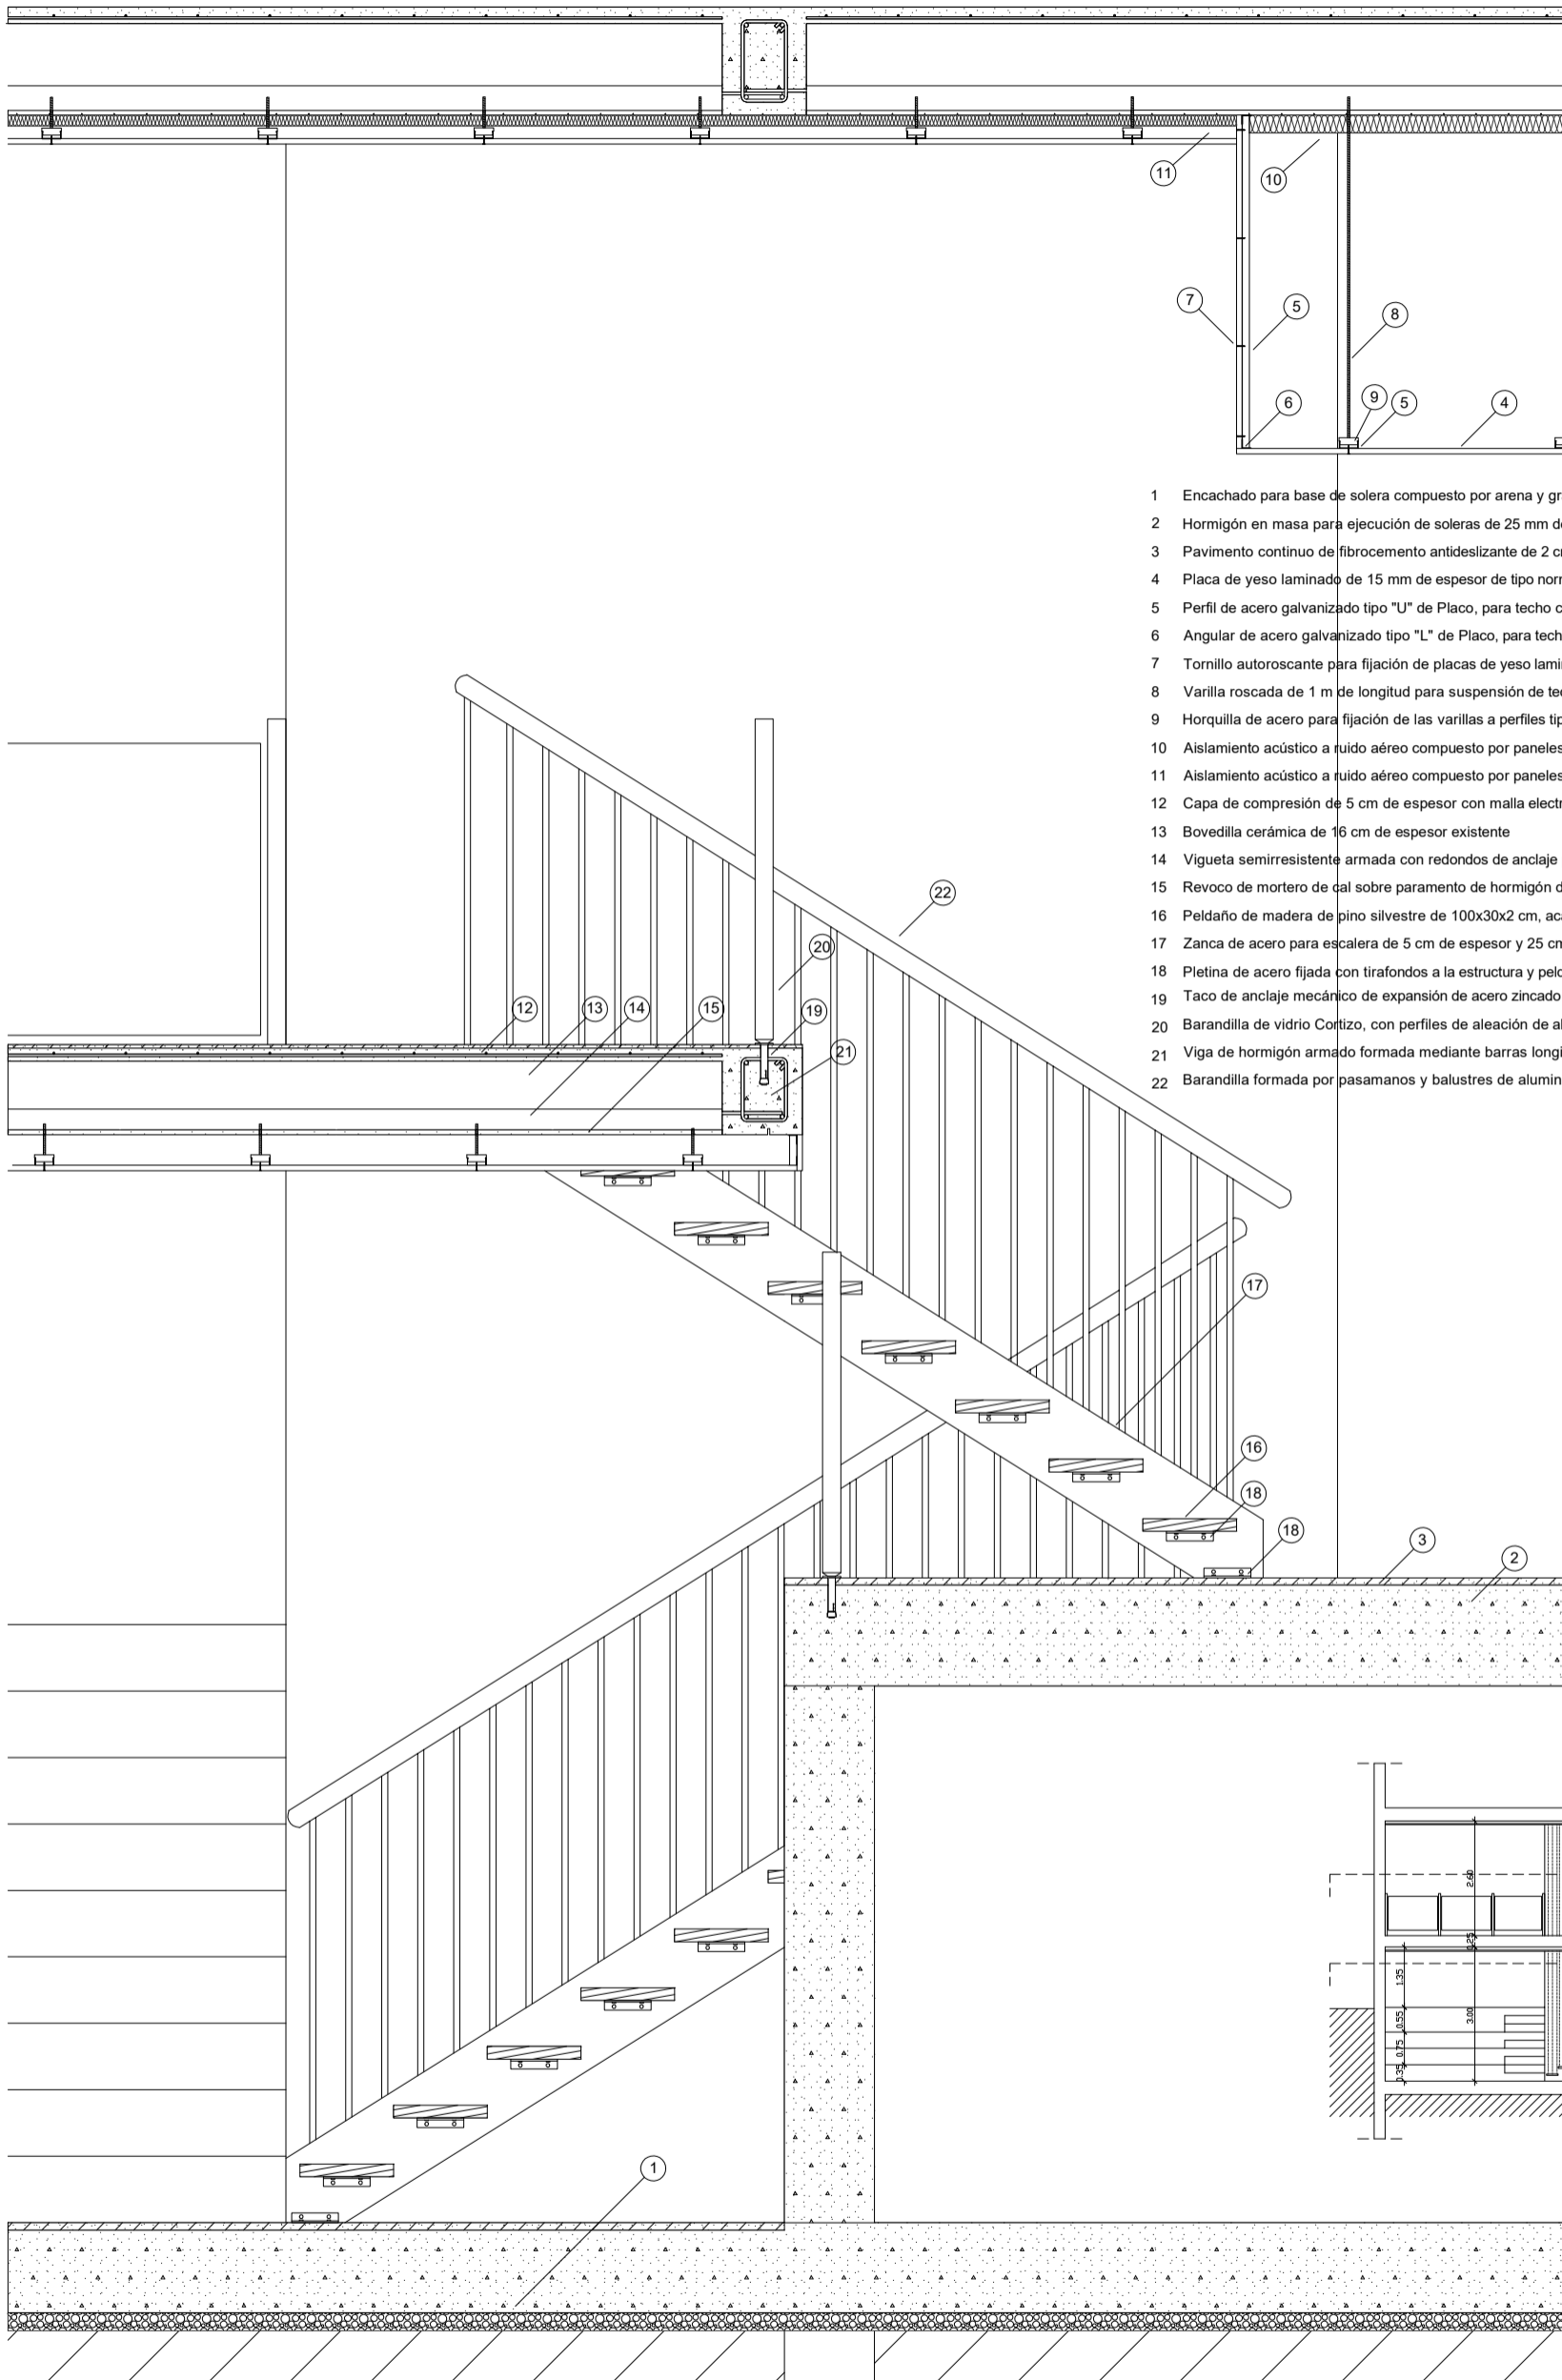 11
10
7
5
8
6
9
5
4
1 Encachado para base de solera compuesto por arena y gr
2 Hormigón en masa para ejecución de soleras de 25 mm d
3 Pavimento continuo de fibrocemento antideslizante de 2 c
4 Placa de yeso laminado de 15 mm de espesor de tipo nor
5 Perfil de acero galvanizado tipo "U" de Placo, para techo c
6 Angular de acero galvanizado tipo "L" de Placo, para tech
7 Tornillo autoroscante para fijación de placas de yeso lami
8 Varilla roscada de 1 m de longitud para suspensión de te
9 Horquilla de acero para fijación de las varillas a perfiles tip
10 Aislamiento acústico a ruido aéreo compuesto por paneles
11 Aislamiento acústico a ruido aéreo compuesto por paneles
12 Capa de compresión de 5 cm de espesor con malla elect
13 Bovedilla cerámica de 16 cm de espesor existente
14 Vigueta semirresistente armada con redondos de anclaje
15 Revoco de mortero de cal sobre paramento de hormigón d
16 Peldaño de madera de pino silvestre de 100x30x2 cm, aca
17 Zanca de acero para escalera de 5 cm de espesor y 25 cm
18 Pletina de acero fijada con tirafondos a la estructura y peld
19 Taco de anclaje mecánico de expansión de acero zincado
20 Barandilla de vidrio Cortizo, con perfiles de aleación de al
21 Viga de hormigón armado formada mediante barras longi
22 Barandilla formada por pasamanos y balustres de alumin
22
20
12
13
14
15
19
21
17
16
18
18
3
2
1
2.60
0.25
1.35
3.00
0.55
0.75
0.35